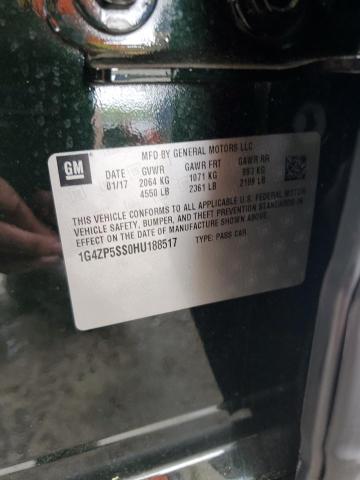 GM
MFD BY GENERAL MOTORS LLC
DATE GVWR GAWR FRT GAWR RR
01/17 2064 KG 1071 KG 993 KG
4550 LB 2361 LB 2189 LB
THIS VEHICLE CONFORMS TO ALL APPLICABLE U.S. FEDERAL MOTOR
VEHICLE SAFETY, BUMPER, AND THEFT PREVENTION STANDARDS IN
EFFECT ON THE DATE OF MANUFACTURE SHOWN ABOVE.
1G4ZP5SS0HU188517 TYPE: PASS CAR